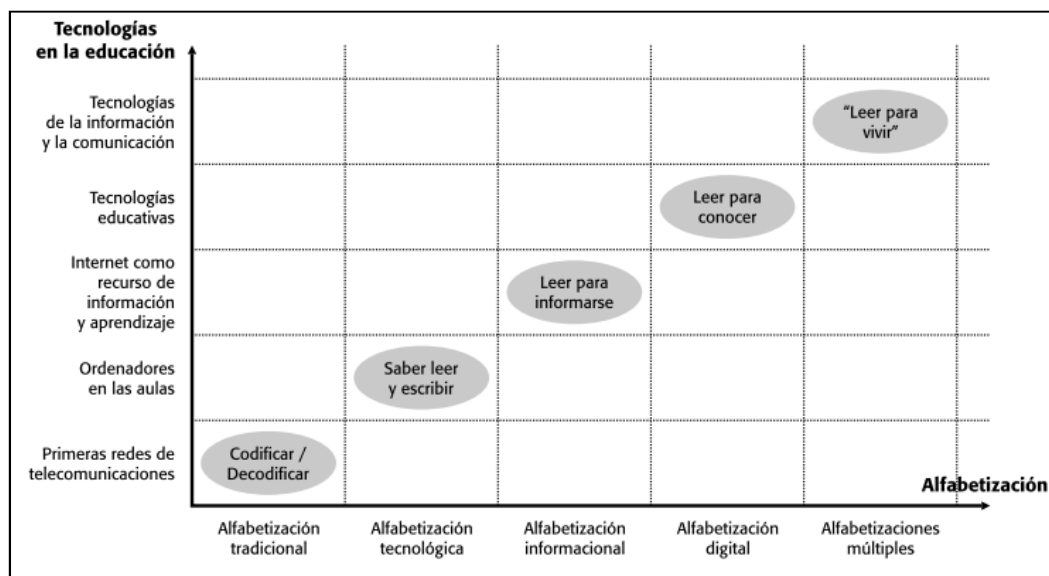 Tecnologías
en la educación
Tecnologías
de la información
y la comunicación
“Leer para
vivir”
Tecnologías
educativas
Leer para
conocer
Internet como
recurso de
información
y aprendizaje
Leer para
informarse
Ordenadores
en las aulas
Saber leer
y escribir
Primeras redes de
telecomunicaciones
Codificar /
Decodificar
Alfabetización
Alfabetización
tradicional
Alfabetización
tecnológica
Alfabetización
informacional
Alfabetización
digital
Alfabetizaciones
múltiples